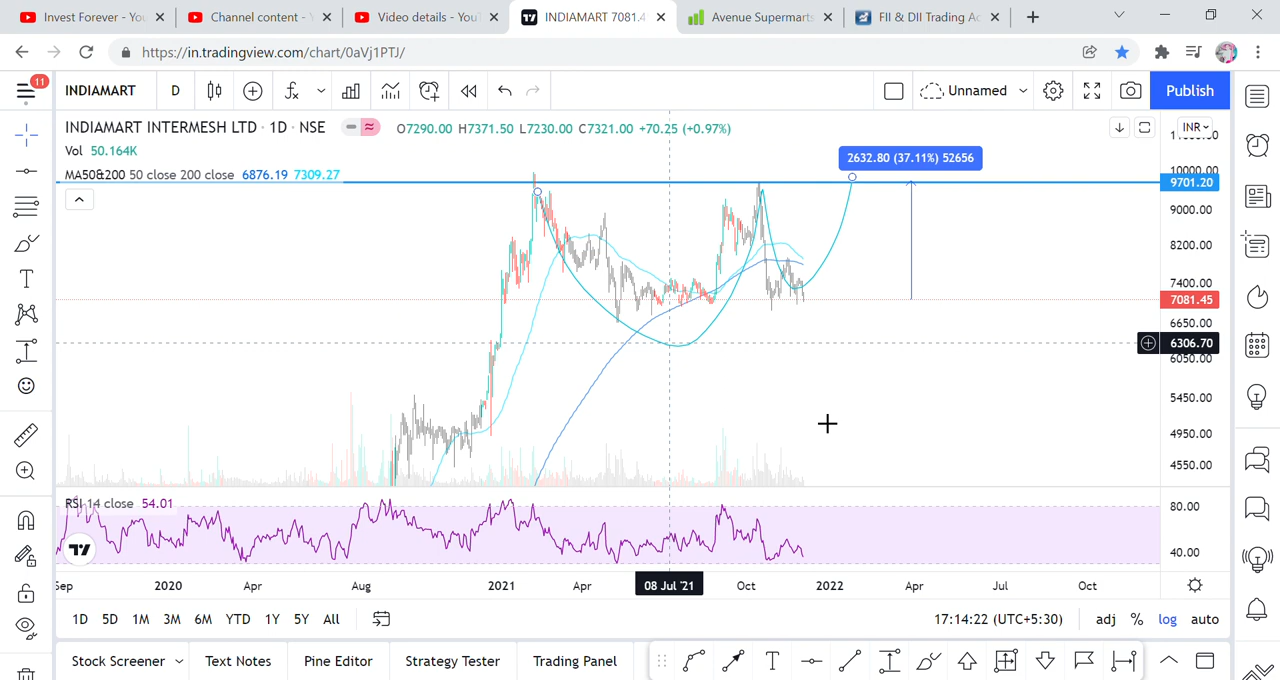 Invest Forever - You
Channel content -
Video details - You
INDIAMART 7081.4
Avenue Supermarts
FII & DII Trading Ac
https://in.tradingview.com/chart/0aVj1PTJ/
11
INDIAMART
D
Unnamed
Publish
INDIAMART INTERMESH LTD · 1D · NSE
O7290.00 H7371.50 L7230.00 C7321.00 +70.25 (+0.97%)
INR
Vol 50.164K
MA50&200 50 close 200 close 6876.19 7309.27
2632.80 (37.11%) 52656
11000.00
10000.00
9701.20
9000.00
8200.00
7400.00
7081.45
6650.00
6306.70
6050.00
5450.00
4950.00
4550.00
RSI 14 close 54.01
80.00
40.00
Sep 2020 Apr Aug 2021 Apr 08 Jul '21 Oct 2022 Apr Jul Oct
1D 5D 1M 3M 6M YTD 1Y 5Y All
17:14:22 (UTC+5:30)
adj % log auto
Stock Screener
Text Notes
Pine Editor
Strategy Tester
Trading Panel